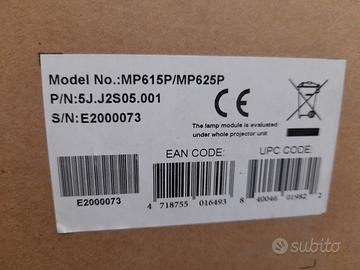 Model No.:MP615P/MP625P
P/N:5J.J2S05.001
S/N:E2000073
CE
The lamp module is evaluated
under whole projector unit
EAN CODE:
UPC CODE:
E2000073
4 718755 016493
8 40046 01982 2
subito